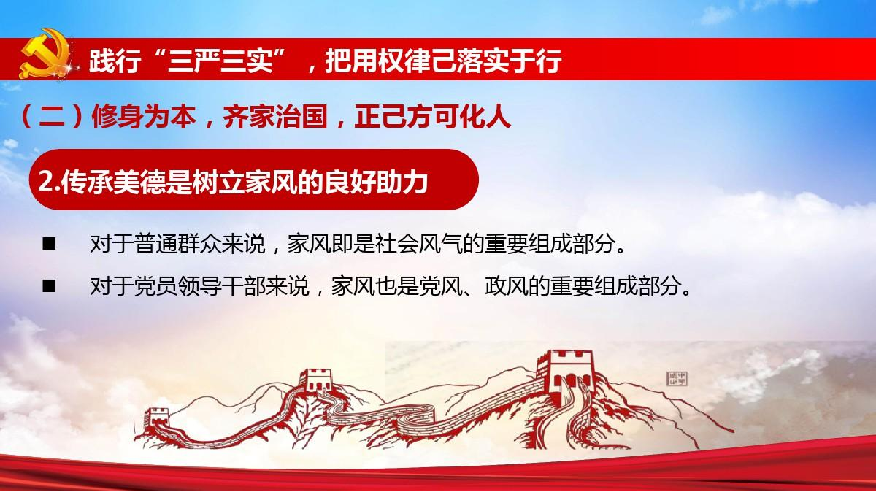 践行“三严三实”，把用权律己落实于行
（二）修身为本，齐家治国，正己方可化人
2.传承美德是树立家风的良好助力
■ 对于普通群众来说，家风即是社会风气的重要组成部分。
■ 对于党员领导干部来说，家风也是党风、政风的重要组成部分。